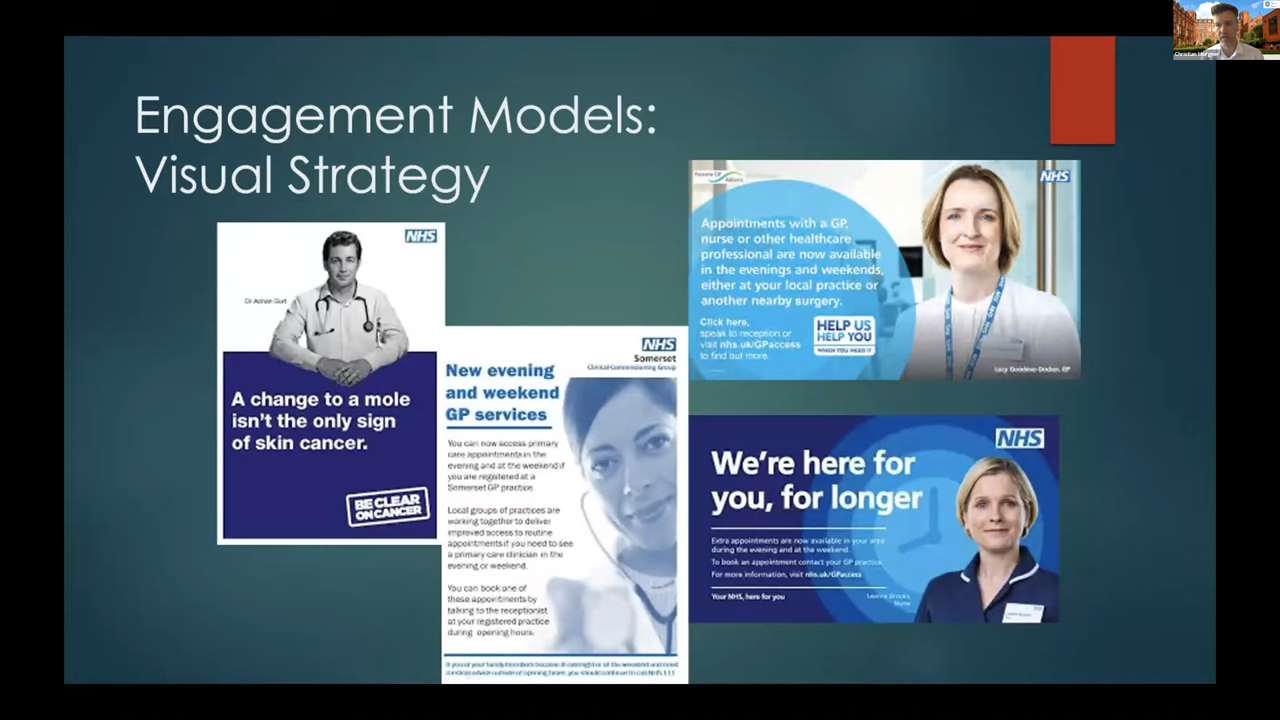 Engagement Models:
Visual Strategy
NHS
A change to a mole
isn't the only sign
of skin cancer.
BE CLEAR
ON CANCER
NHS
Somerset
Clinical Commissioning Group
New evening
and weekend
GP services
You can now access primary
care appointments in the
evening and at the weekend if
you are registered at a
Somerset GP practice.
Local groups of practices are
working together to deliver
improved access to routine
appointments if you need to see
a primary care clinician in the
evening or weekend.
You can book one of
these appointments by
talking to the receptionist
at your registered practice
during opening hours.
NHS
Appointments with a GP,
nurse or other healthcare
professional are now available
in the evenings and weekends,
either at your local practice or
another nearby surgery.
Click here,
speak to reception or
visit nhs.uk/GPaccess
to find out more
HELP US
HELP YOU
WHEN YOU NEED IT
NHS
We're here for
you, for longer
Extra appointments are now available in your area
during the evening and at the weekend.
To book an appointment contact your GP practice.
For more information, visit nhs.uk/GPaccess
Your NHS, here for you
Nurse
Christian